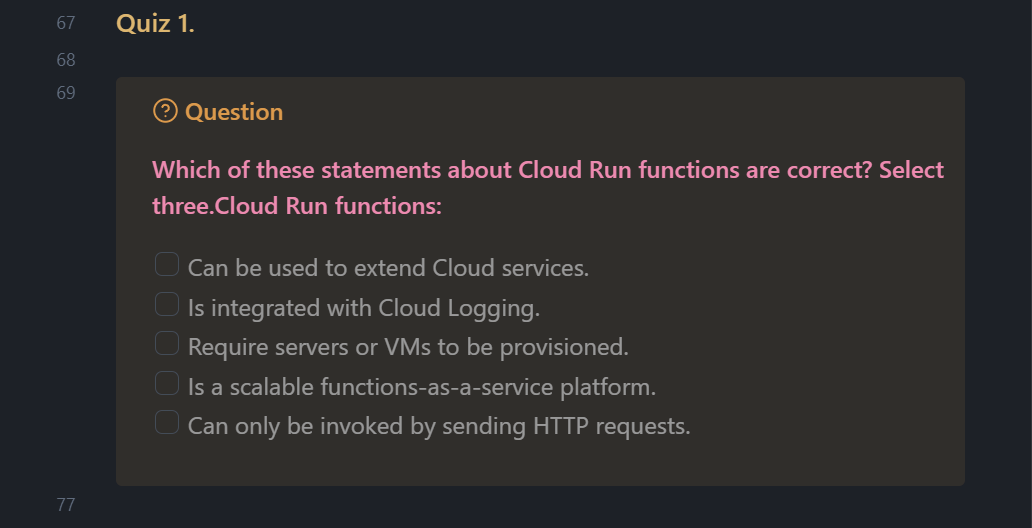 67 Quiz 1.
68
69
? Question
Which of these statements about Cloud Run functions are correct? Select
three.Cloud Run functions:
Can be used to extend Cloud services.
Is integrated with Cloud Logging.
Require servers or VMs to be provisioned.
Is a scalable functions-as-a-service platform.
Can only be invoked by sending HTTP requests.
77